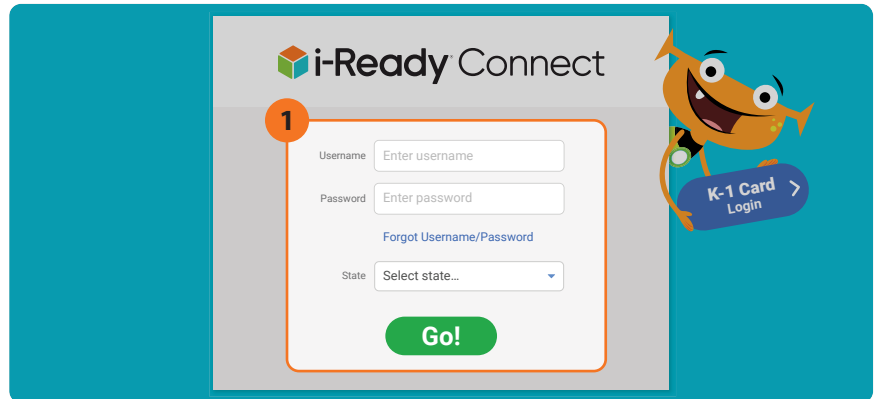 i-Ready Connect
1
Username Enter username
Password Enter password
Forgot Username/Password
State Select state...
Go!
K-1 Card
Login